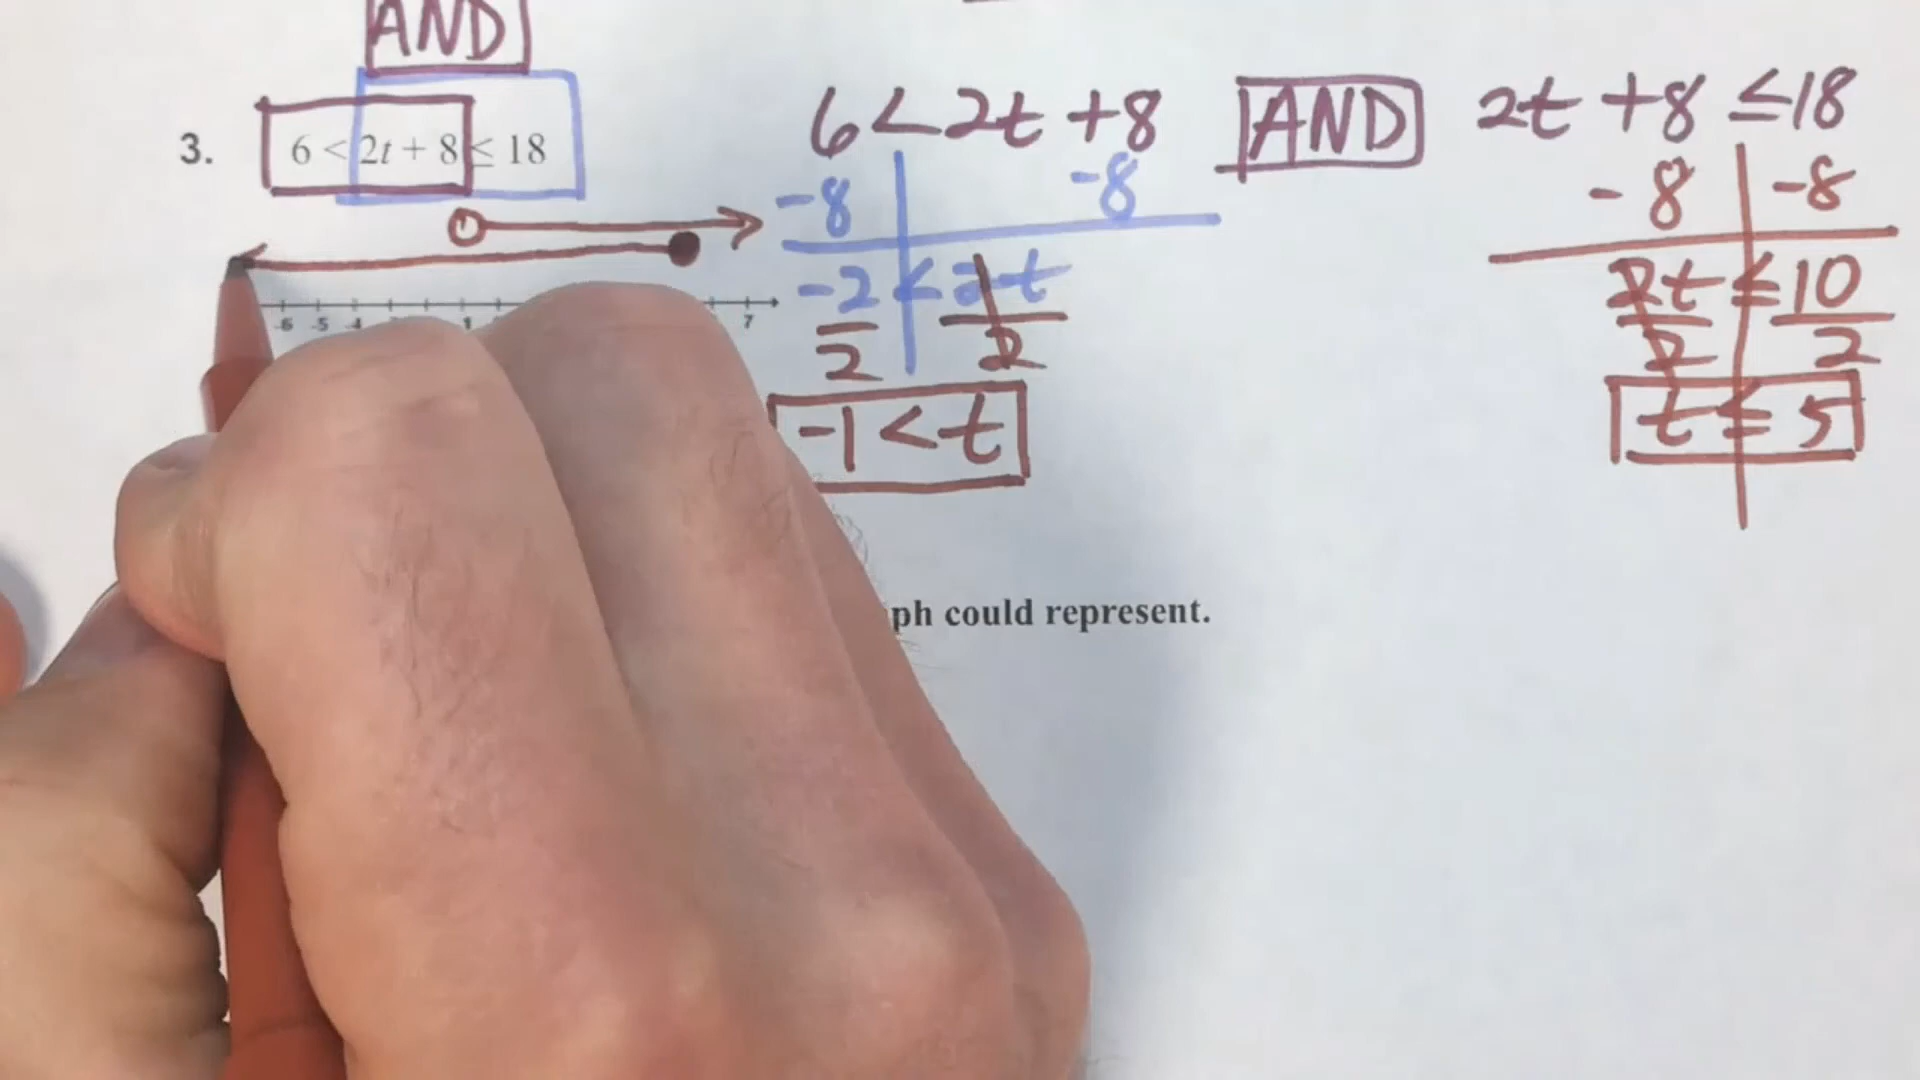 AND
3. 6 < 2t + 8 ≤ 18
6 < 2t + 8 AND 2t + 8 ≤ 18
-8 -8 - 8 -8
-2 < 2t 2t ≤ 10
2 2 2 2
-1 < t t ≤ 5
-6 -5 -4 7
ph could represent.